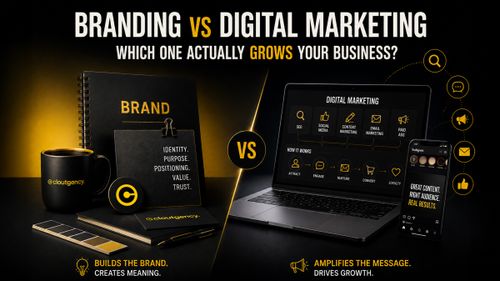 BRANDING VS DIGITAL MARKETING
WHICH ONE ACTUALLY GROWS YOUR BUSINESS?
BRAND
IDENTITY.
PURPOSE.
POSITIONING.
VALUE.
TRUST.
@cloutgency
@cloutgency.
VS
DIGITAL MARKETING
SEO
SOCIAL MEDIA
CONTENT MARKETING
EMAIL MARKETING
PAID ADS
HOW IT WORKS
ATTRACT
ENGAGE
NURTURE
CONVERT
LOYALTY
GREAT CONTENT.
RIGHT AUDIENCE.
REAL RESULTS.
BUILDS THE BRAND.
CREATES MEANING.
AMPLIFIES THE MESSAGE.
DRIVES GROWTH.